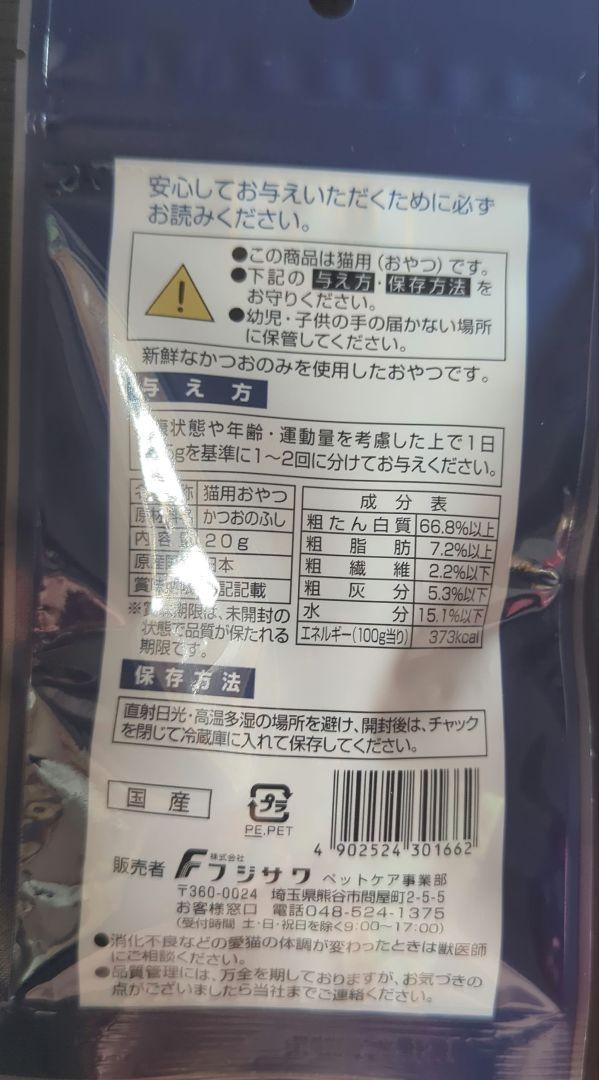 安心してお与えいただくために必ず
お読みください。
●この商品は猫用(おやつ)です。
●下記の与え方・保存方法を
お守りください。
●幼児・子供の手の届かない場所
に保管してください。
新鮮なかつおのみを使用したおやつです。
与え方
状態や年齢・運動量を考慮した上で1日
gを基準に1〜2回に分けてお与えください。
名 称 猫用おやつ
原材料名 かつおのふし
内容量 20g
原産国 日本
賞味期限 記記載
※賞味期限は、未開封の
状態で品質が保たれる
期限です。
成分表
粗たん白質 66.8%以上
粗脂肪 7.2%以上
粗繊維 2.2%以下
粗灰分 5.3%以下
水分 15.1%以下
エネルギー(100g当り) 373kcal
保存方法
直射日光・高温多湿の場所を避け、開封後は、チャック
を閉じて冷蔵庫に入れて保存してください。
国産
プラ
PE,PET
4 902524 301662
販売者 株式会社フジサワ ペットケア事業部
〒360-0024 埼玉県熊谷市問屋町2-5-5
お客様窓口 電話048-524-1375
(受付時間 土・日・祝日を除く9:00〜17:00)
●消化不良などの愛猫の体調が変わったときは獣医師
にご相談ください。
●品質管理には、万全を期しておりますが、お気づきの
点がございましたら当社までご連絡ください。